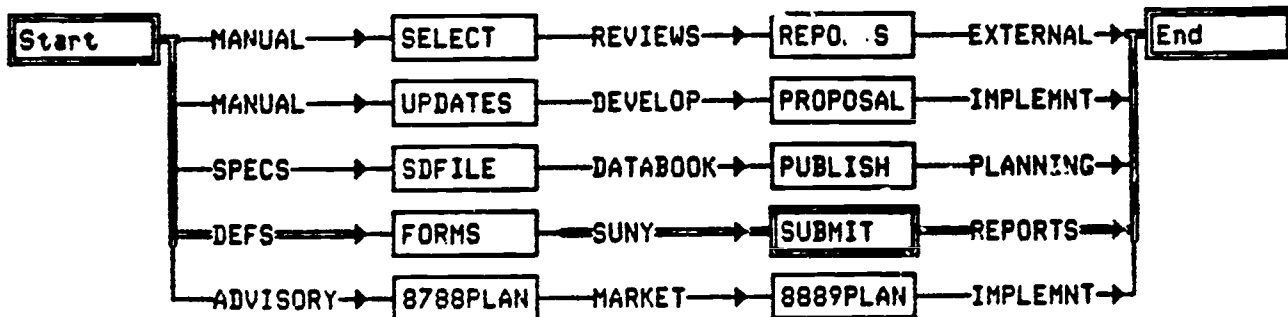 Start MANUAL SELECT REVIEWS EXTERNAL End
MANUAL UPDATES DEVELOP PROPOSAL IMPLEMNT
SPECS SDFILE DATABOOK PUBLISH PLANNING
DEFS FORMS SUNY SUBMIT REPORTS
ADVISORY 8788PLAN MARKET 8889PLAN IMPLEMNT